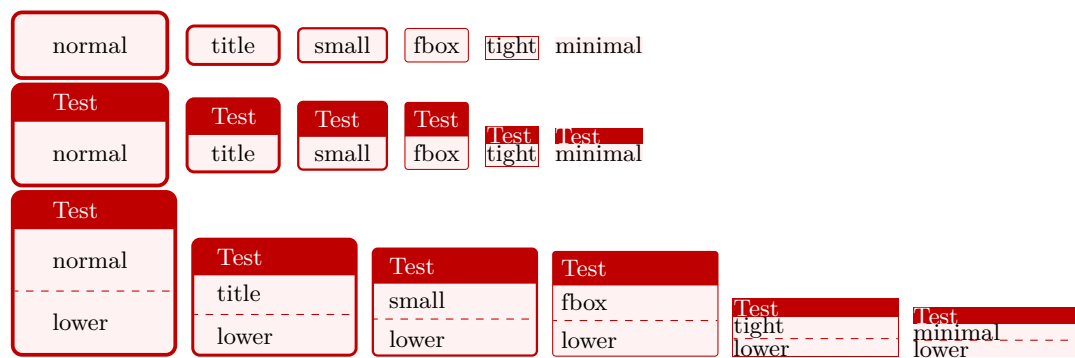 normal title small fbox tight minimal
Test Test Test Test Test Test
normal title small fbox tight minimal
Test
normal
lower
Test
title
lower
Test
small
lower
Test
fbox
lower
Test
tight
lower
Test
minimal
lower